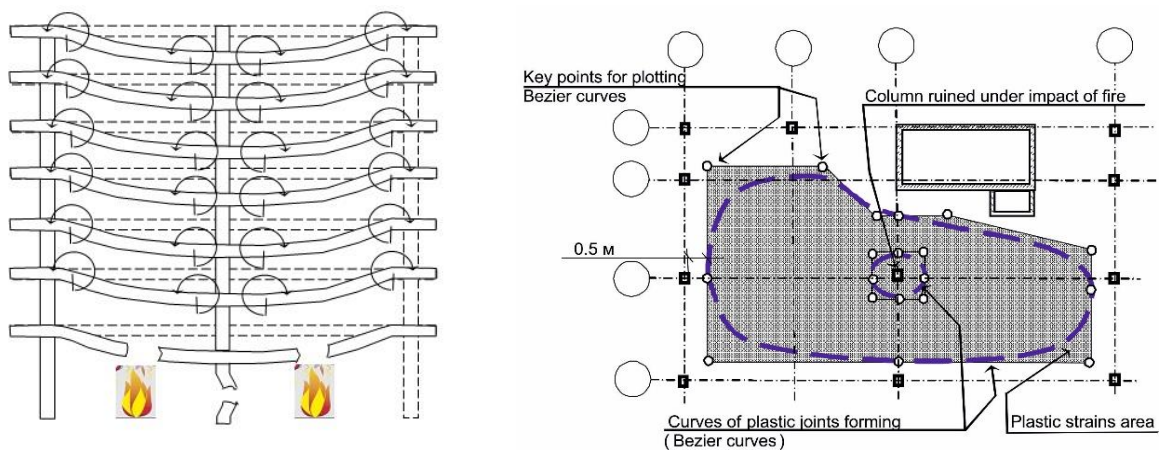 Key points for plotting
Bezier curves
Column ruined under impact of fire
0.5 м
Curves of plastic joints forming
( Bezier curves)
Plastic strains area